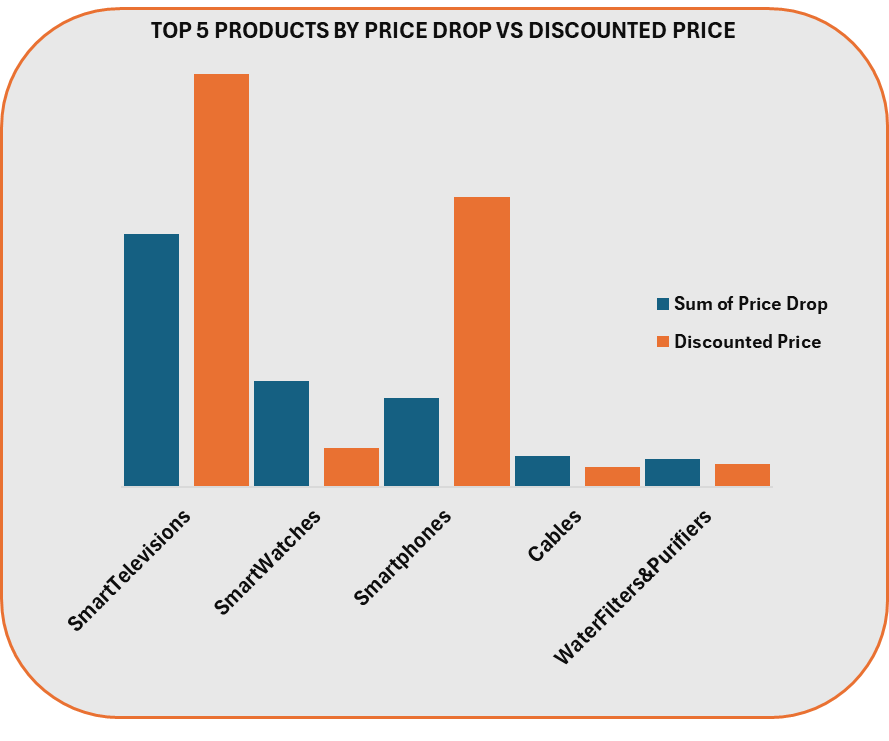 TOP 5 PRODUCTS BY PRICE DROP VS DISCOUNTED PRICE
Sum of Price Drop
Discounted Price
SmartTelevisions
SmartWatches
Smartphones
Cables
WaterFilters&Purifiers